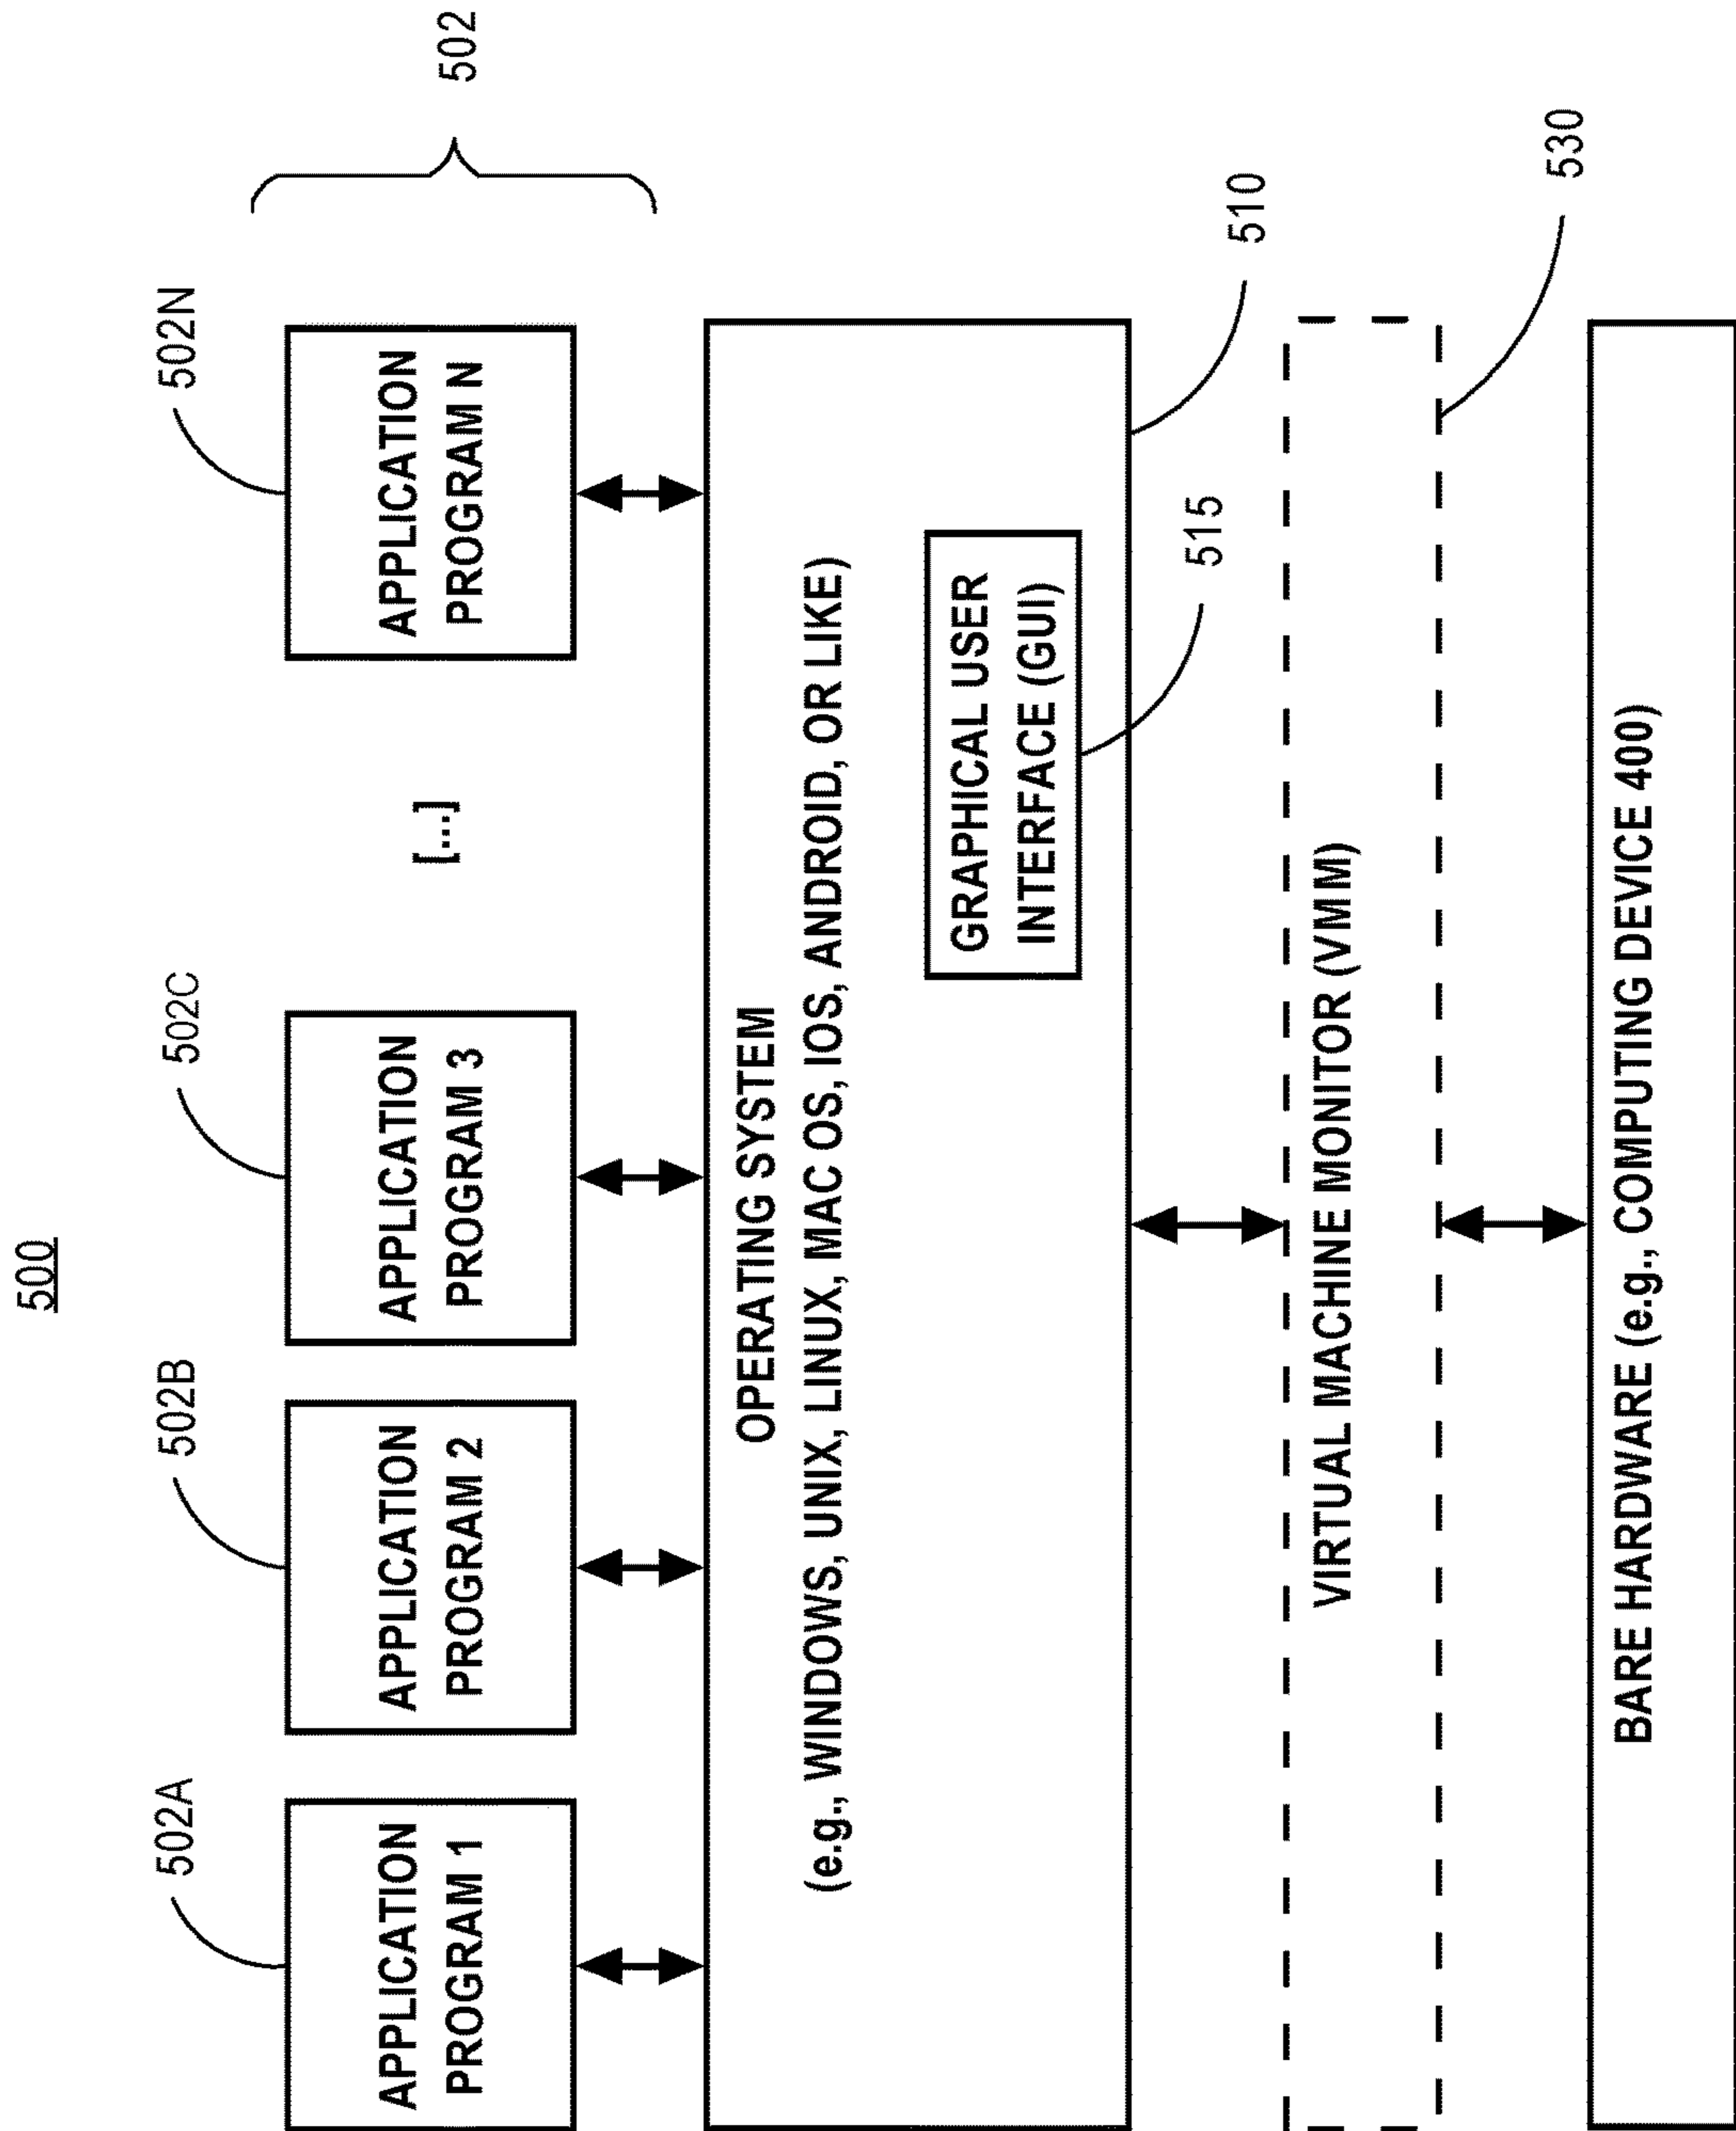 500
502A
502B
502C
502N
502
APPLICATION
PROGRAM 1
APPLICATION
PROGRAM 2
APPLICATION
PROGRAM 3
[...]
APPLICATION
PROGRAM N
OPERATING SYSTEM
(e.g., WINDOWS, UNIX, LINUX, MAC OS, IOS, ANDROID, OR LIKE)
GRAPHICAL USER
INTERFACE (GUI)
515
510
VIRTUAL MACHINE MONITOR (VMM)
530
BARE HARDWARE (e.g., COMPUTING DEVICE 400)